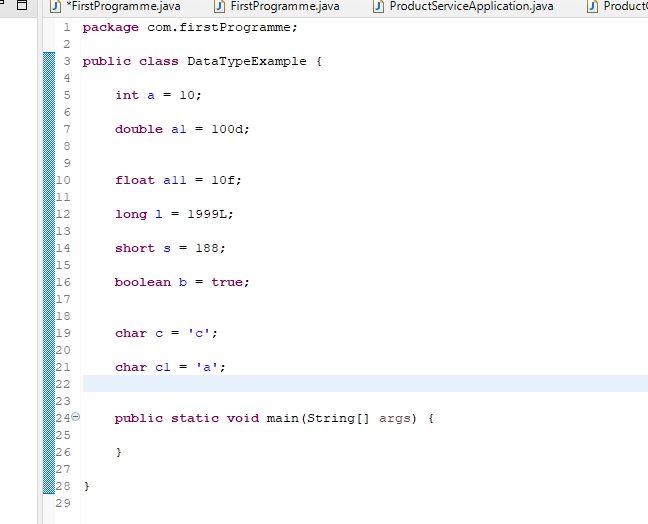 *FirstProgramme.java FirstProgramme.java ProductServiceApplication.java Product
1 package com.firstProgramme;
2
3 public class DataTypeExample {
4
5 int a = 10;
6
7 double a1 = 100d;
8
9
10 float a11 = 10f;
11
12 long l = 1999L;
13
14 short s = 188;
15
16 boolean b = true;
17
18
19 char c = 'c';
20
21 char c1 = 'a';
22
23
24 public static void main(String[] args) {
25
26 }
27
28 }
29